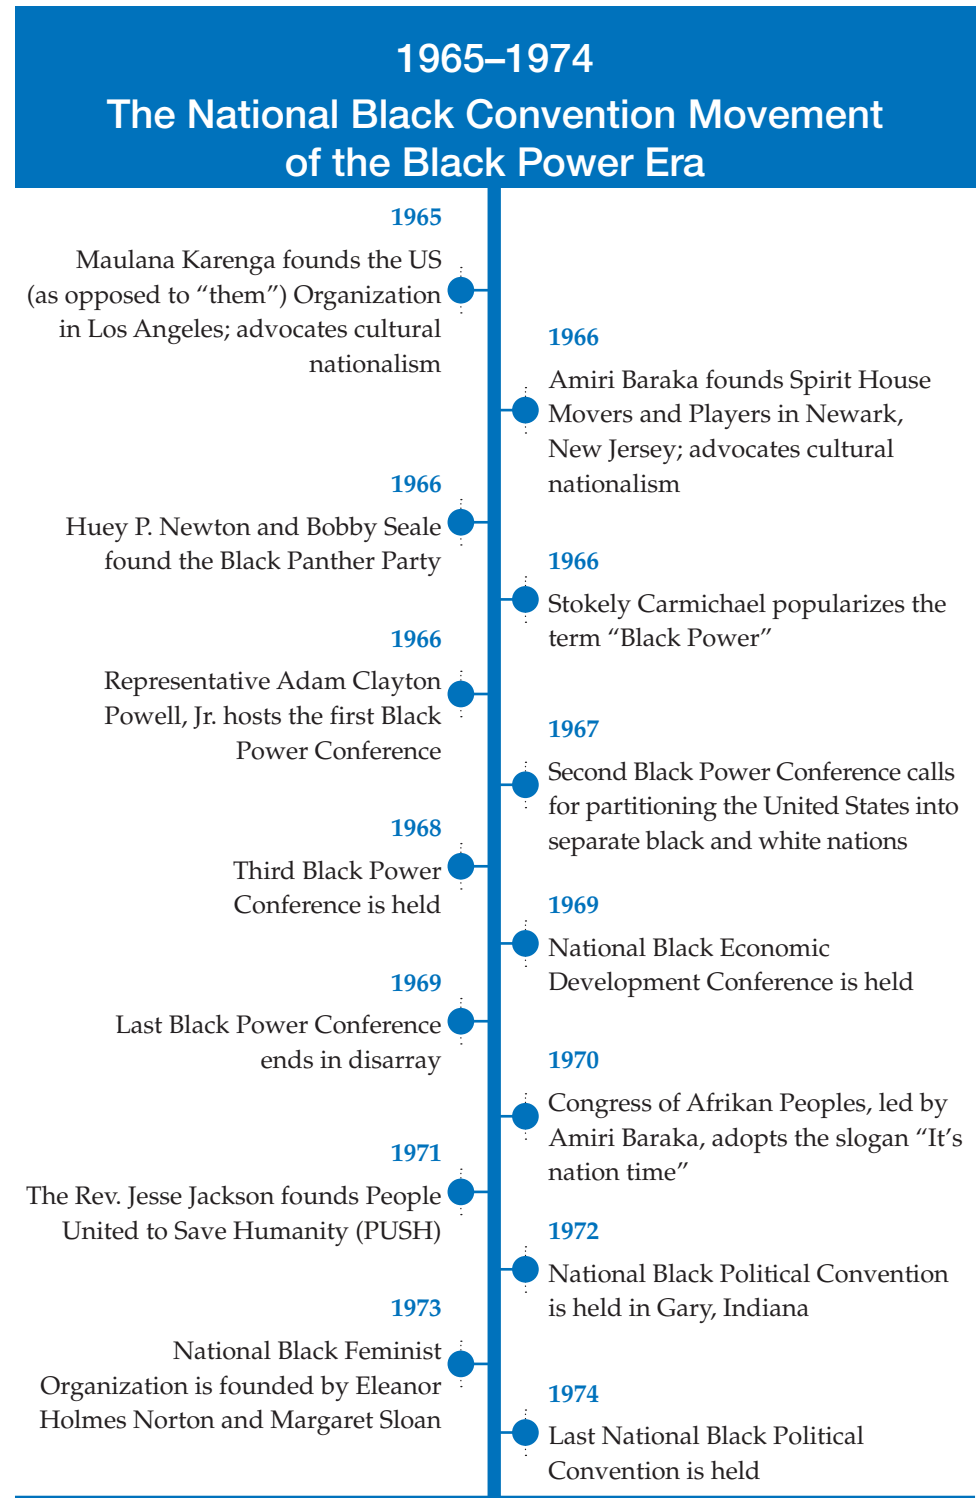 1965–1974
The National Black Convention Movement
of the Black Power Era
1965
Maulana Karenga founds the US
(as opposed to “them”) Organization
in Los Angeles; advocates cultural
nationalism
1966
Amiri Baraka founds Spirit House
Movers and Players in Newark,
New Jersey; advocates cultural
nationalism
1966
Huey P. Newton and Bobby Seale
found the Black Panther Party
1966
Stokely Carmichael popularizes the
term “Black Power”
1966
Representative Adam Clayton
Powell, Jr. hosts the first Black
Power Conference
1967
Second Black Power Conference calls
for partitioning the United States into
separate black and white nations
1968
Third Black Power
Conference is held
1969
National Black Economic
Development Conference is held
1969
Last Black Power Conference
ends in disarray
1970
Congress of Afrikan Peoples, led by
Amiri Baraka, adopts the slogan “It’s
nation time”
1971
The Rev. Jesse Jackson founds People
United to Save Humanity (PUSH)
1972
National Black Political Convention
is held in Gary, Indiana
1973
National Black Feminist
Organization is founded by Eleanor
Holmes Norton and Margaret Sloan
1974
Last National Black Political
Convention is held